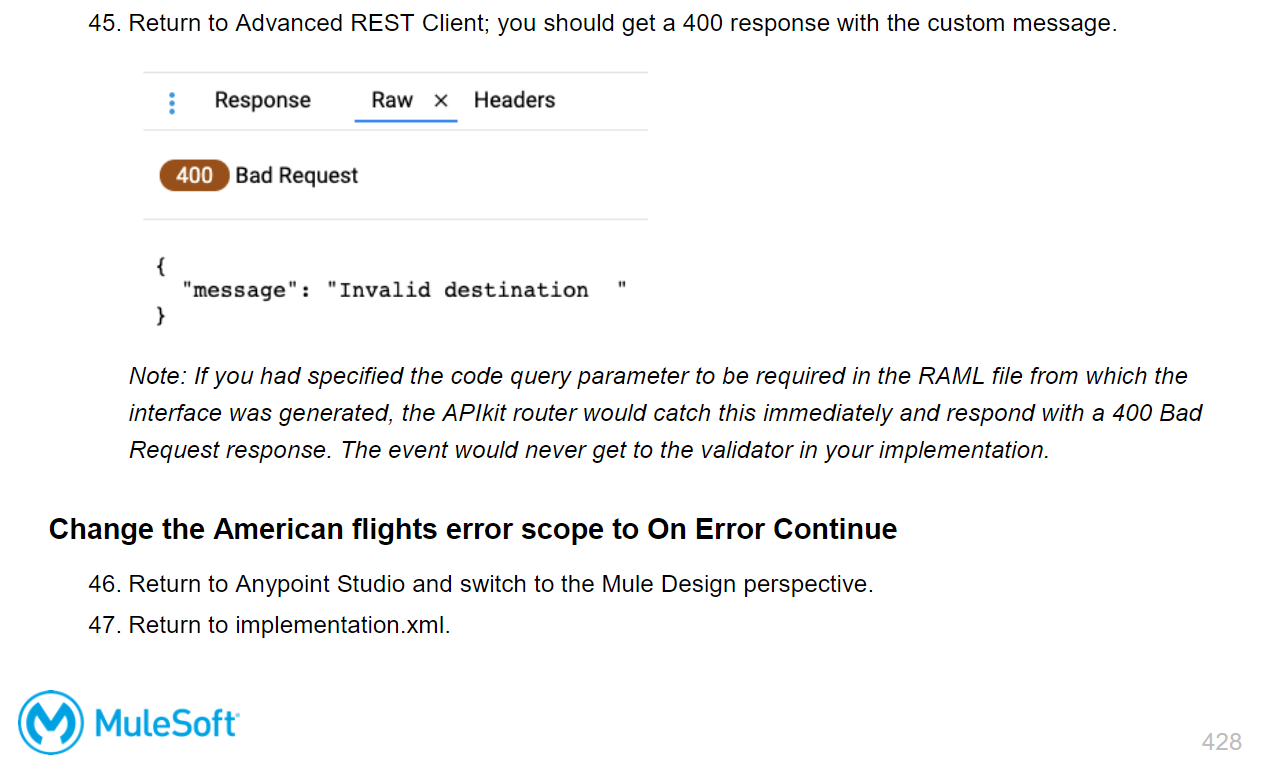 45. Return to Advanced REST Client; you should get a 400 response with the custom message.
Response Raw × Headers
400 Bad Request
{
"message": "Invalid destination  "
}
Note: If you had specified the code query parameter to be required in the RAML file from which the
interface was generated, the APIkit router would catch this immediately and respond with a 400 Bad
Request response. The event would never get to the validator in your implementation.
Change the American flights error scope to On Error Continue
46. Return to Anypoint Studio and switch to the Mule Design perspective.
47. Return to implementation.xml.
MuleSoft
428